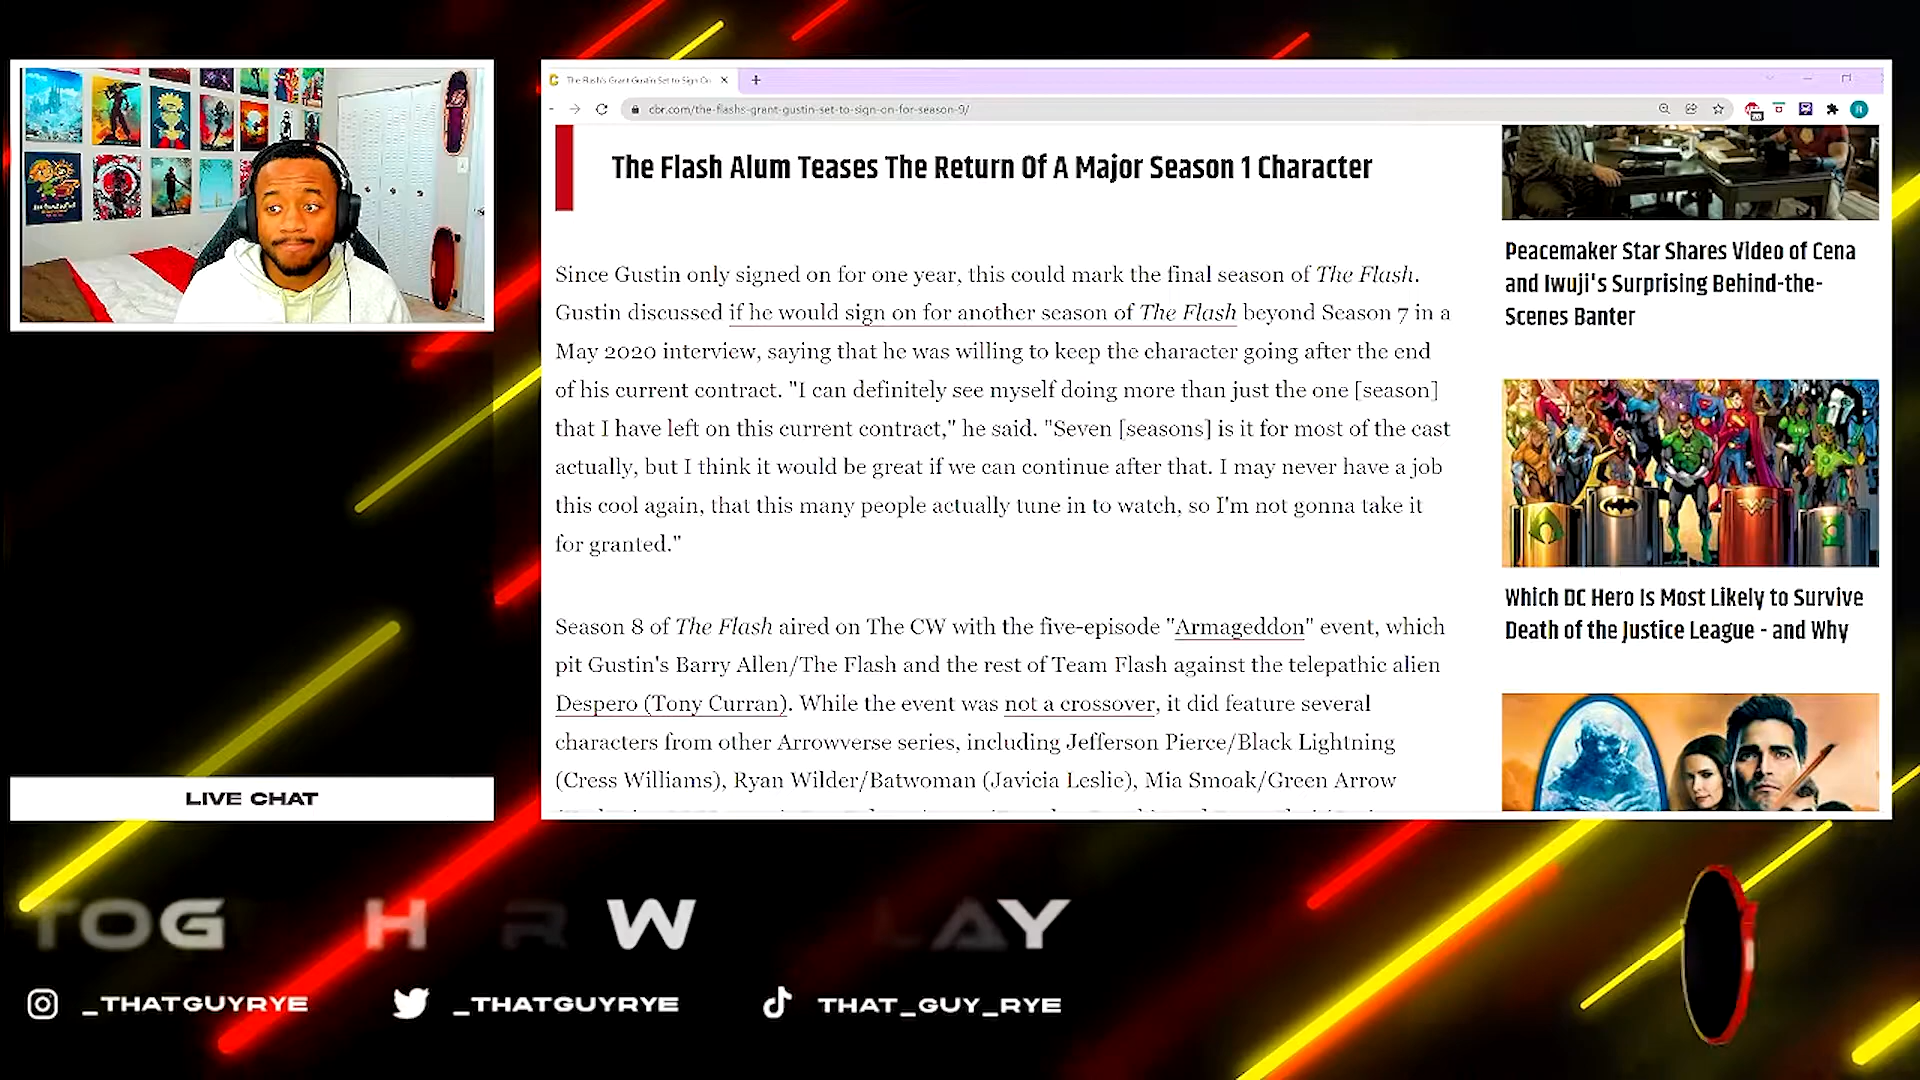 The Flash's Grant Gustin Set to Sign On
cbr.com/the-flashs-grant-gustin-set-to-sign-on-for-season-9/
The Flash Alum Teases The Return Of A Major Season 1 Character
Since Gustin only signed on for one year, this could mark the final season of The Flash.
Gustin discussed if he would sign on for another season of The Flash beyond Season 7 in a
May 2020 interview, saying that he was willing to keep the character going after the end
of his current contract. "I can definitely see myself doing more than just the one [season]
that I have left on this current contract," he said. "Seven [seasons] is it for most of the cast
actually, but I think it would be great if we can continue after that. I may never have a job
this cool again, that this many people actually tune in to watch, so I'm not gonna take it
for granted."
Season 8 of The Flash aired on The CW with the five-episode "Armageddon" event, which
pit Gustin's Barry Allen/The Flash and the rest of Team Flash against the telepathic alien
Despero (Tony Curran). While the event was not a crossover, it did feature several
characters from other Arrowverse series, including Jefferson Pierce/Black Lightning
(Cress Williams), Ryan Wilder/Batwoman (Javicia Leslie), Mia Smoak/Green Arrow
Peacemaker Star Shares Video of Cena
and Iwuji's Surprising Behind-the-
Scenes Banter
Which DC Hero Is Most Likely to Survive
Death of the Justice League - and Why
LIVE CHAT
TOG H R W LAY
_THATGUYRYE
_THATGUYRYE
THAT_GUY_RYE